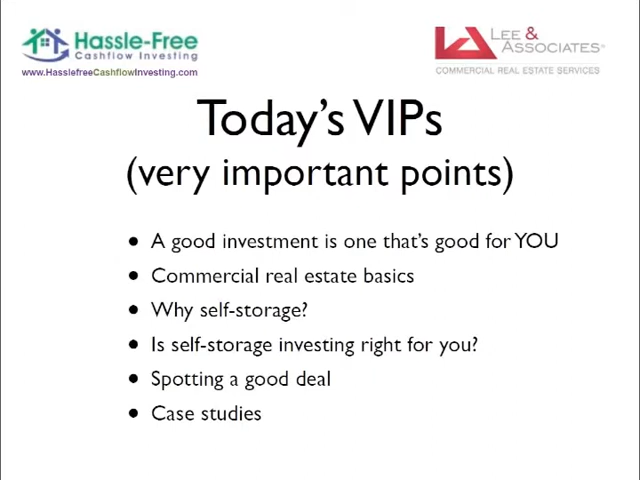 Hassle-Free
Cashflow Investing
www.HasslefreeCashflowInvesting.com
LEE &
ASSOCIATES®
COMMERCIAL REAL ESTATE SERVICES
Today's VIPs
(very important points)
• A good investment is one that's good for YOU
• Commercial real estate basics
• Why self-storage?
• Is self-storage investing right for you?
• Spotting a good deal
• Case studies